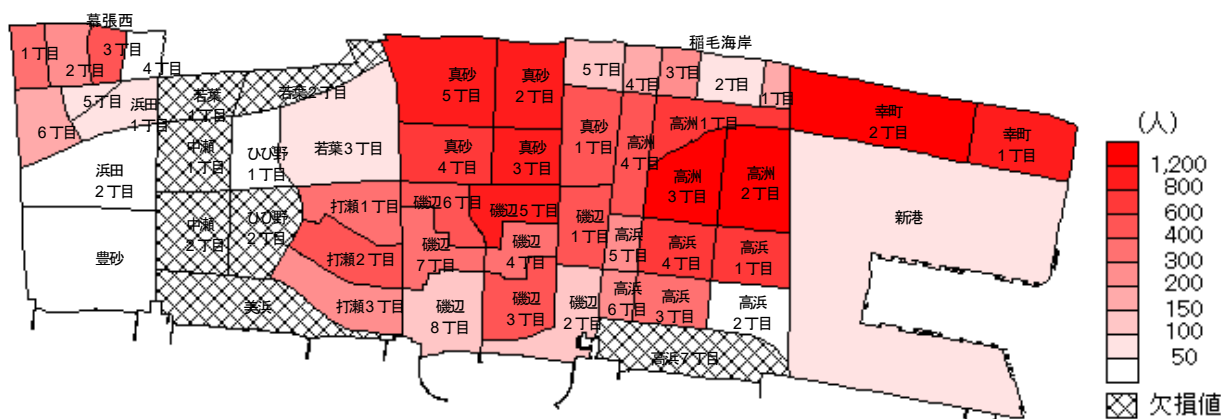 幕張西
1丁目
2丁目
3丁目
4丁目
5丁目
6丁目
浜田
1丁目
浜田
2丁目
豊砂
若葉
1丁目
若葉2丁目
若葉3丁目
中瀬
1丁目
中瀬
2丁目
ひび野
1丁目
ひび野
2丁目
美浜
打瀬1丁目
打瀬2丁目
打瀬3丁目
真砂
5丁目
真砂
2丁目
真砂
4丁目
真砂
3丁目
真砂
1丁目
磯辺6丁目
磯辺5丁目
磯辺
7丁目
磯辺
4丁目
磯辺
1丁目
磯辺
8丁目
磯辺
3丁目
磯辺
2丁目
稲毛海岸
5丁目
4丁目
3丁目
2丁目
1丁目
高洲1丁目
高洲
4丁目
高洲
3丁目
高洲
2丁目
高浜
5丁目
高浜
4丁目
高浜
1丁目
高浜
6丁目
高浜
3丁目
高浜
2丁目
高浜7丁目
幸町
2丁目
幸町
1丁目
新港
(人)
1,200
800
600
400
300
200
150
100
50
欠損値